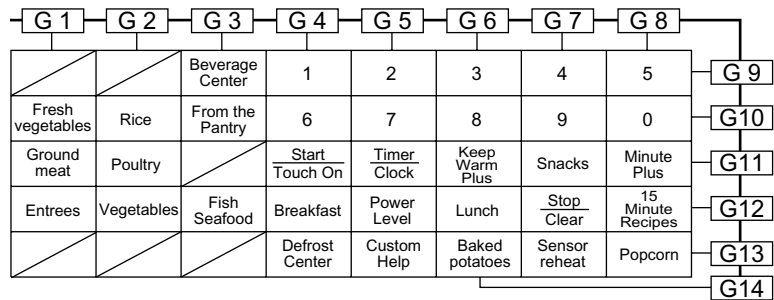 G 1 G 2 G 3 G 4 G 5 G 6 G 7 G 8
Beverage Center 1 2 3 4 5 G 9
Fresh vegetables Rice From the Pantry 6 7 8 9 0 G10
Ground meat Poultry Start Touch On Timer Clock Keep Warm Plus Snacks Minute Plus G11
Entrees Vegetables Fish Seafood Breakfast Power Level Lunch Stop Clear 15 Minute Recipes G12
Defrost Center Custom Help Baked potatoes Sensor reheat Popcorn G13
G14